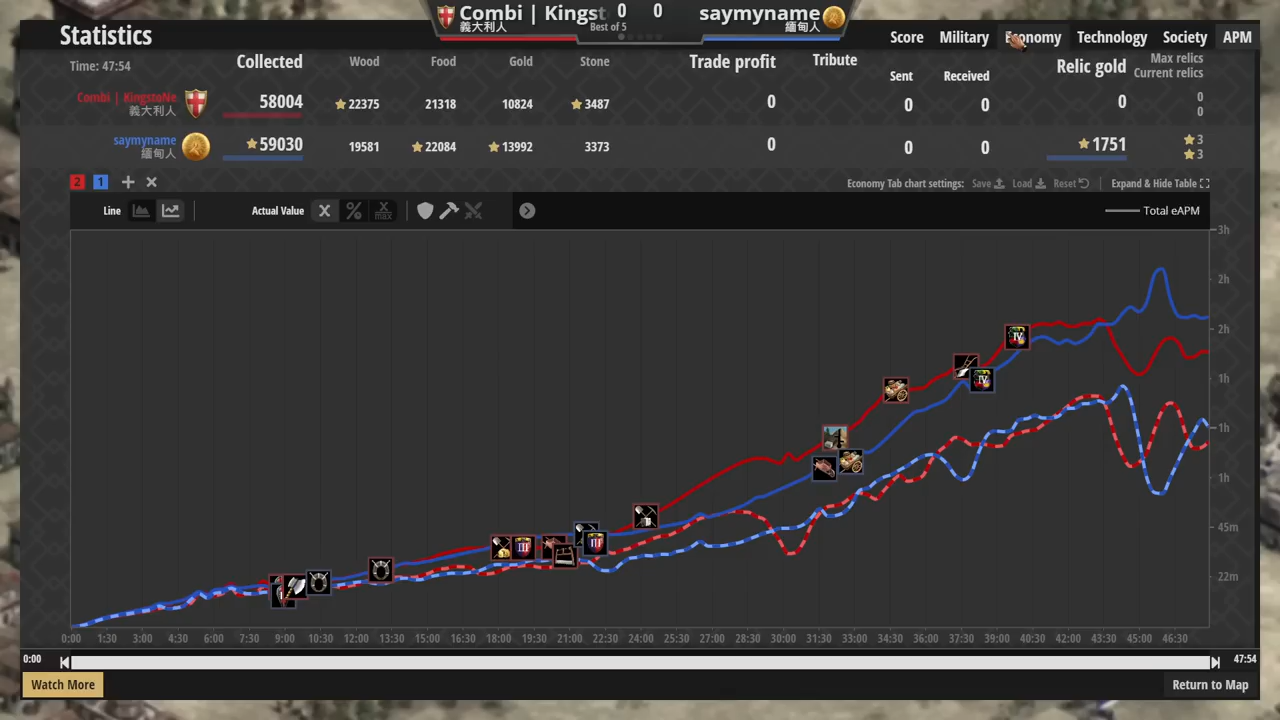 Combi | Kingst 0 0 saymyname
義大利人 Best of 5 緬甸人
Statistics
Score Military Economy Technology Society APM
Time: 47:54
Collected Wood Food Gold Stone Trade profit Tribute Sent Received Relic gold Max relics Current relics
Combi | KingstoNe 58004 22375 21318 10824 3487 0 0 0 0 0
義大利人 0
saymyname 59030 19581 22084 13992 3373 0 0 0 1751 3
緬甸人 3
2 1 Economy Tab chart settings: Save Load Reset Expand & Hide Table
Line Actual Value X % X max Total eAPM
3h
2h
2h
1h
1h
1h
45m
22m
III III IV IV
0:00 1:30 3:00 4:30 6:00 7:30 9:00 10:30 12:00 13:30 15:00 16:30 18:00 19:30 21:00 22:30 24:00 25:30 27:00 28:30 30:00 31:30 33:00 34:30 36:00 37:30 39:00 40:30 42:00 43:30 45:00 46:30
0:00 47:54
Watch More Return to Map